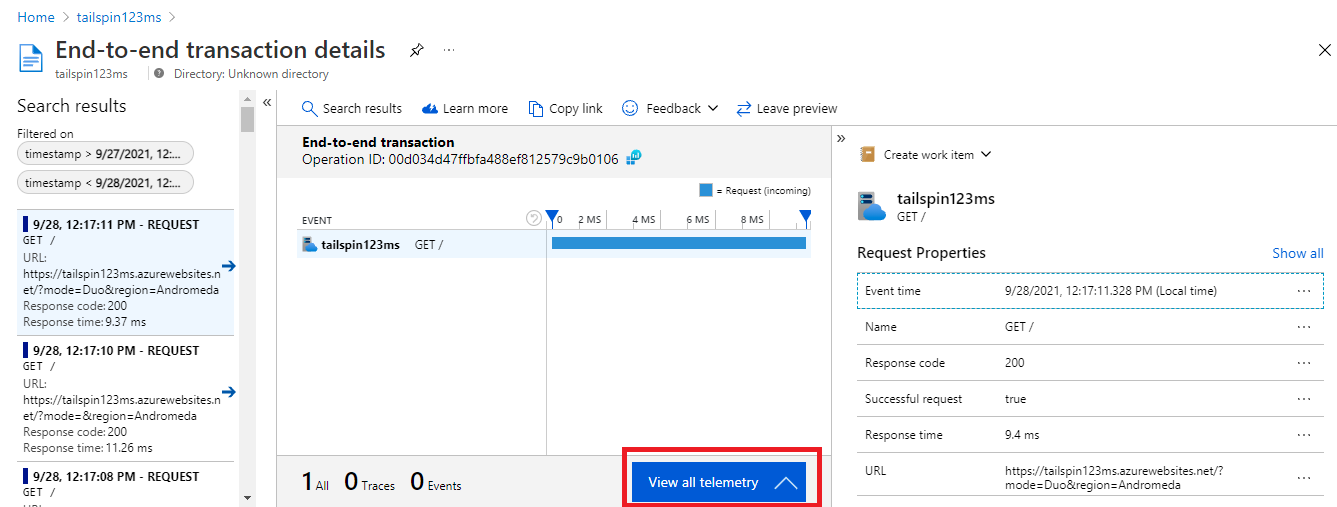 Home > tailspin123ms >
End-to-end transaction details ...
tailspin123ms | Directory: Unknown directory
Search results
Filtered on
timestamp > 9/27/2021, 12:...
timestamp < 9/28/2021, 12:...
9/28, 12:17:11 PM - REQUEST
GET /
URL:
https://tailspin123ms.azurewebsites.n
et/?mode=Duo&region=Andromeda
Response code: 200
Response time: 9.37 ms
9/28, 12:17:10 PM - REQUEST
GET /
URL:
https://tailspin123ms.azurewebsites.n
et/?mode=&region=Andromeda
Response code: 200
Response time: 11.26 ms
9/28, 12:17:08 PM - REQUEST
GET /
«
Search results Learn more Copy link Feedback Leave preview
End-to-end transaction
Operation ID: 00d034d47ffbfa488ef812579c9b0106
= Request (incoming)
EVENT 0 2 MS 4 MS 6 MS 8 MS
tailspin123ms GET /
1 All 0 Traces 0 Events View all telemetry
»
Create work item
tailspin123ms
GET /
Request Properties Show all
Event time 9/28/2021, 12:17:11.328 PM (Local time) ...
Name GET / ...
Response code 200 ...
Successful request true ...
Response time 9.4 ms ...
URL https://tailspin123ms.azurewebsites.net/? ...
mode=Duo&region=Andromeda